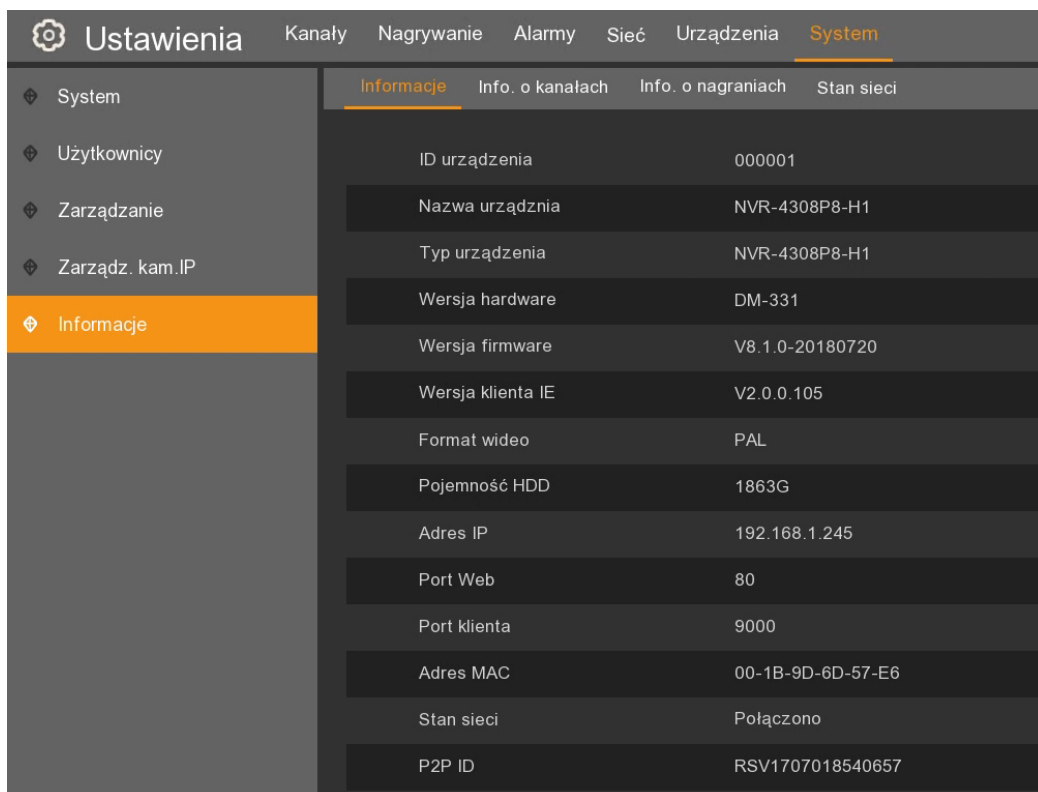 Ustawienia Kanały Nagrywanie Alarmy Sieć Urządzenia System
System
Użytkownicy
Zarządzanie
Zarządz. kam.IP
Informacje
Informacje Info. o kanałach Info. o nagraniach Stan sieci
ID urządzenia 000001
Nazwa urządznia NVR-4308P8-H1
Typ urządzenia NVR-4308P8-H1
Wersja hardware DM-331
Wersja firmware V8.1.0-20180720
Wersja klienta IE V2.0.0.105
Format wideo PAL
Pojemność HDD 1863G
Adres IP 192.168.1.245
Port Web 80
Port klienta 9000
Adres MAC 00-1B-9D-6D-57-E6
Stan sieci Połączono
P2P ID RSV1707018540657